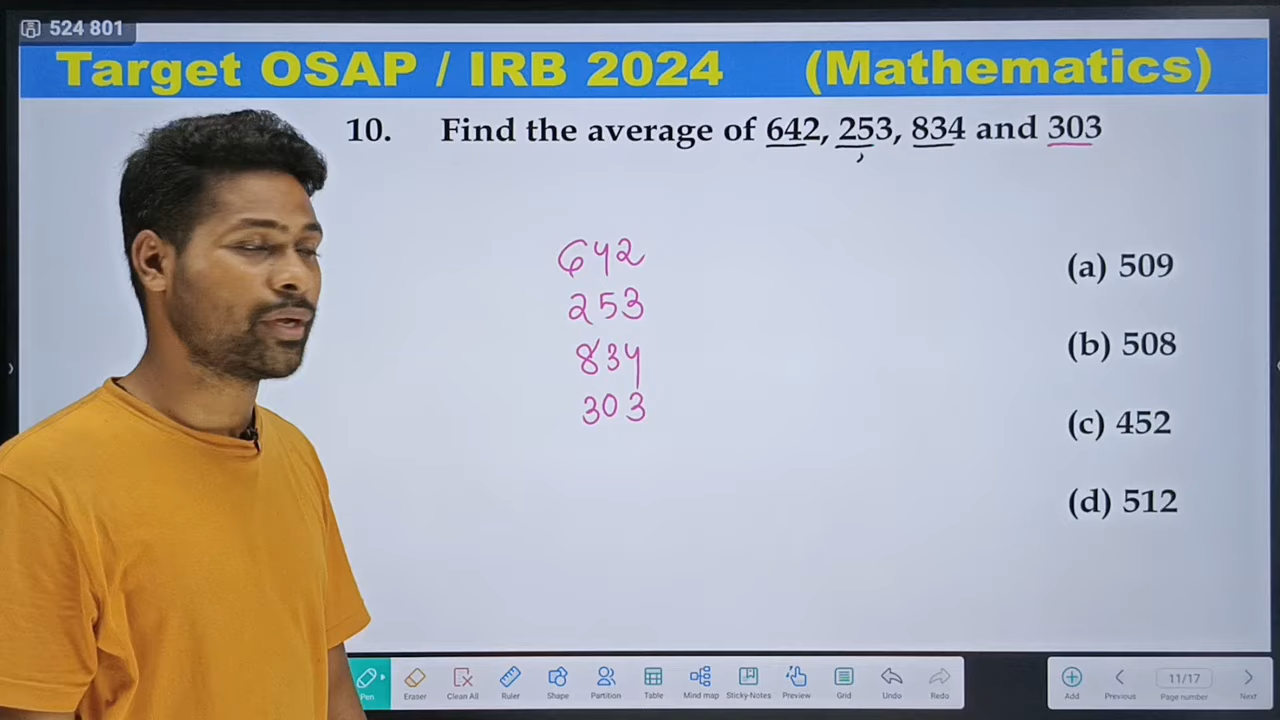 524 801
Target OSAP / IRB 2024 (Mathematics)
10. Find the average of 642, 253, 834 and 303
642
253
834
303
(a) 509
(b) 508
(c) 452
(d) 512
Pen Eraser Clean All Ruler Shape Partition Table Mind map Sticky-Notes Preview Grid Undo Redo
Add Previous 11/17 Page number Next